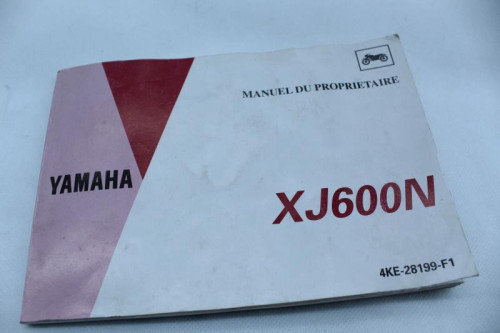 MANUEL DU PROPRIETAIRE
YAMAHA
XJ600N
4KE-28199-F1